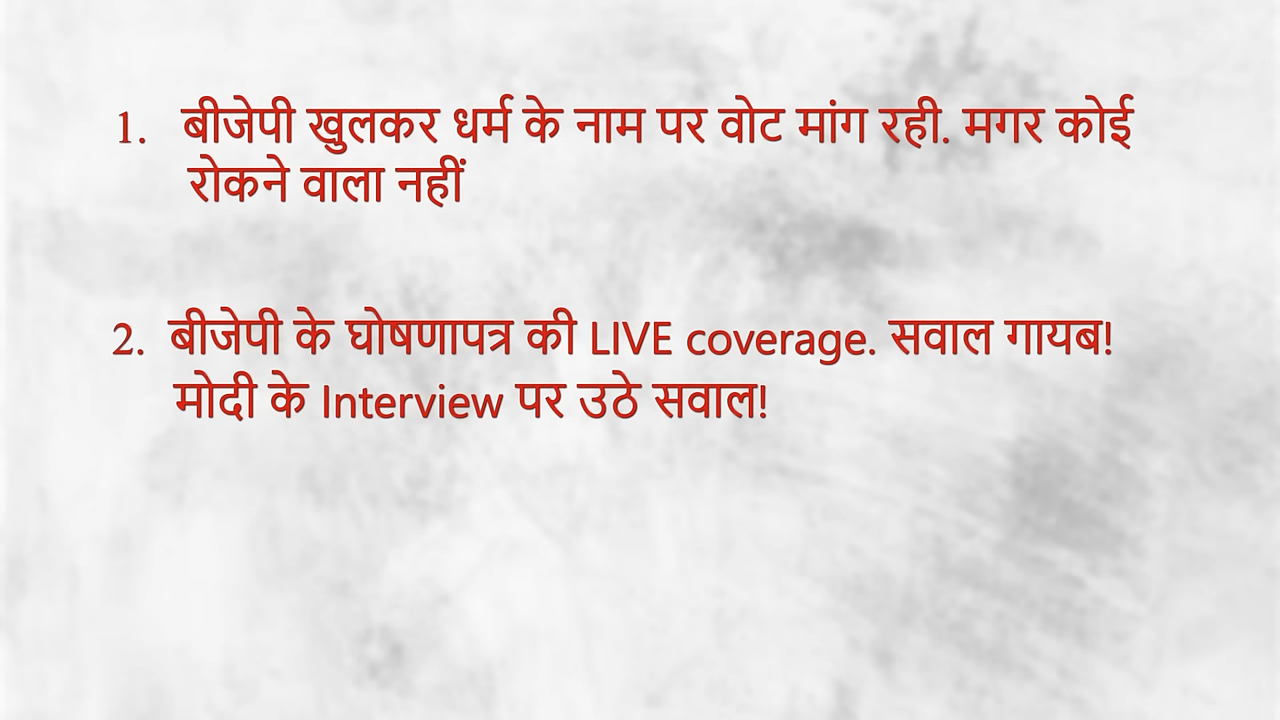 1. बीजेपी खुलकर धर्म के नाम पर वोट मांग रही. मगर कोई
रोकने वाला नहीं
2. बीजेपी के घोषणापत्र की LIVE coverage. सवाल गायब!
मोदी के Interview पर उठे सवाल!